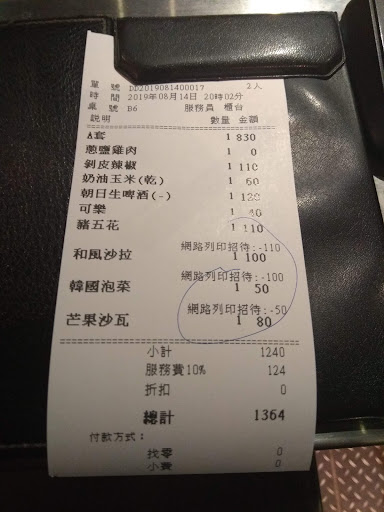 單 號 DD2019081400017 2人
時 間 2019年08月14日 20時02分
桌 號 B6 服務員 櫃台
說明 數量 金額
A套 1 830
蔥鹽雞肉 1 0
剝皮辣椒 1 110
奶油玉米(乾) 1 60
朝日生啤酒(-) 1 120
可樂 1 40
豬五花 1 110
網路列印招待:-110
和風沙拉 1 100
網路列印招待:-100
韓國泡菜 1 50
網路列印招待:-50
芒果沙瓦 1 80
小計 1240
服務費10% 124
折扣 0
總計 1364
付款方式:
找零 0
小費 0